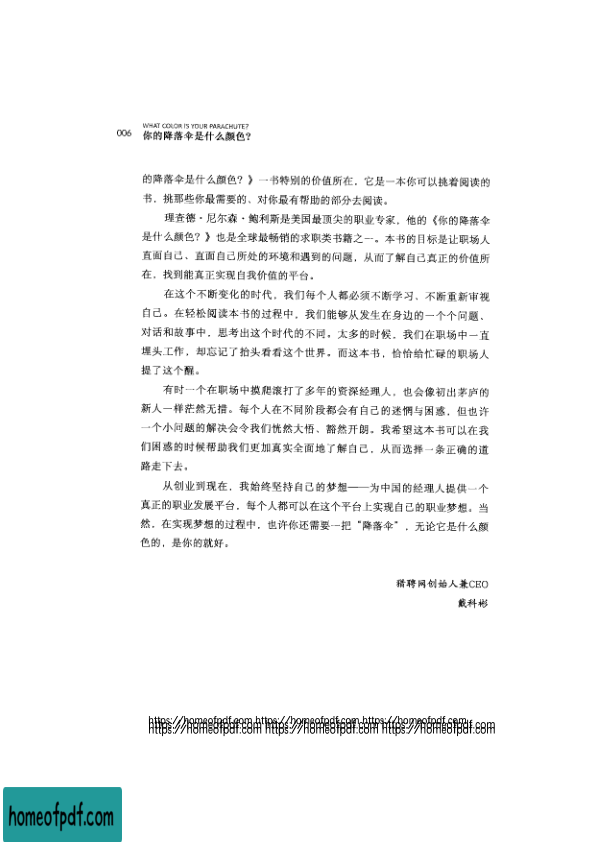 WHAT COLOR IS YOUR PARACHUTE?
006 你的降落伞是什么颜色？
的降落伞是什么颜色？》一书特别的价值所在，它是一本你可以挑着阅读的
书，挑那些你最需要的、对你最有帮助的部分去阅读。
理查德·尼尔森·鲍利斯是美国最顶尖的职业专家，他的《你的降落伞
是什么颜色？》也是全球最畅销的求职类书籍之一。本书的目标是让职场人
直面自己、直面自己所处的环境和遇到的问题，从而了解自己真正的价值所
在，找到能真正实现自我价值的平台。
在这个不断变化的时代，我们每个人都必须不断学习、不断重新审视
自己。在轻松阅读本书的过程中，我们能够从发生在身边的一个个问题、
对话和故事中，思考出这个时代的不同。太多的时候，我们在职场中一直
埋头工作，却忘记了抬头看看这个世界。而这本书，恰恰给忙碌的职场人
提了这个醒。
有时一个在职场中摸爬滚打了多年的资深经理人，也会像初出茅庐的
新人一样茫然无措。每个人在不同阶段都会有自己的迷惘与困惑，但也许
一个小问题的解决会令我们恍然大悟、豁然开朗。我希望这本书可以在我
们困惑的时候帮助我们更加真实全面地了解自己，从而选择一条正确的道
路走下去。
从创业到现在，我始终坚持自己的梦想——为中国的经理人提供一个
真正的职业发展平台，每个人都可以在这个平台上实现自己的职业梦想。当
然，在实现梦想的过程中，也许你还需要一把“降落伞”，无论它是什么颜
色的，是你的就好。
猎聘网创始人兼CEO
戴科彬
https://homeofpdf.com https://homeofpdf.com https://homeofpdf.com
https://homeofpdf.com https://homeofpdf.com https://homeofpdf.com
homeofpdf.com